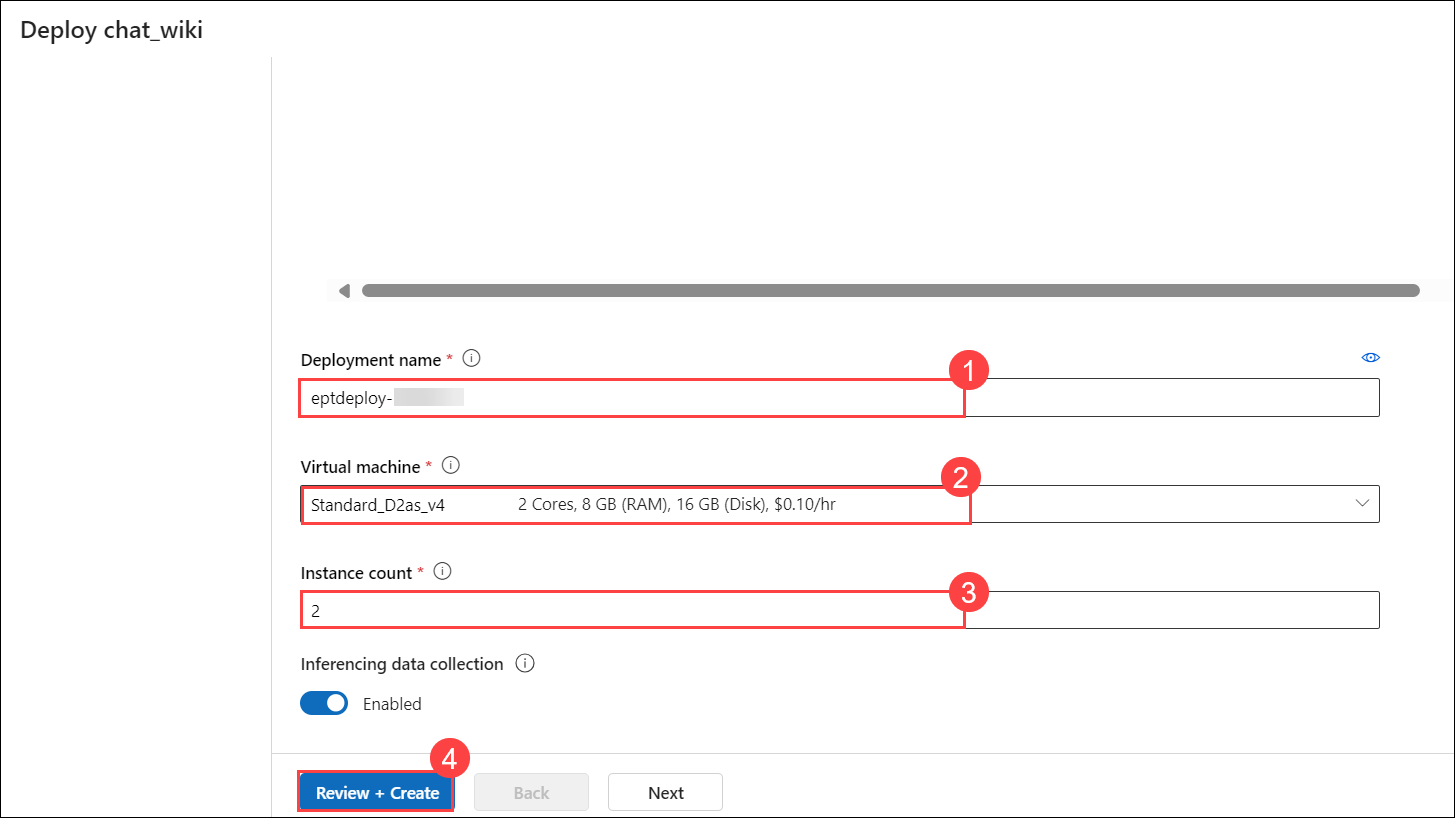 Deploy chat_wiki
Deployment name *
1
eptdeploy-
Virtual machine *
2
Standard_D2as_v4 2 Cores, 8 GB (RAM), 16 GB (Disk), $0.10/hr
Instance count *
3
2
Inferencing data collection
Enabled
4
Review + Create Back Next